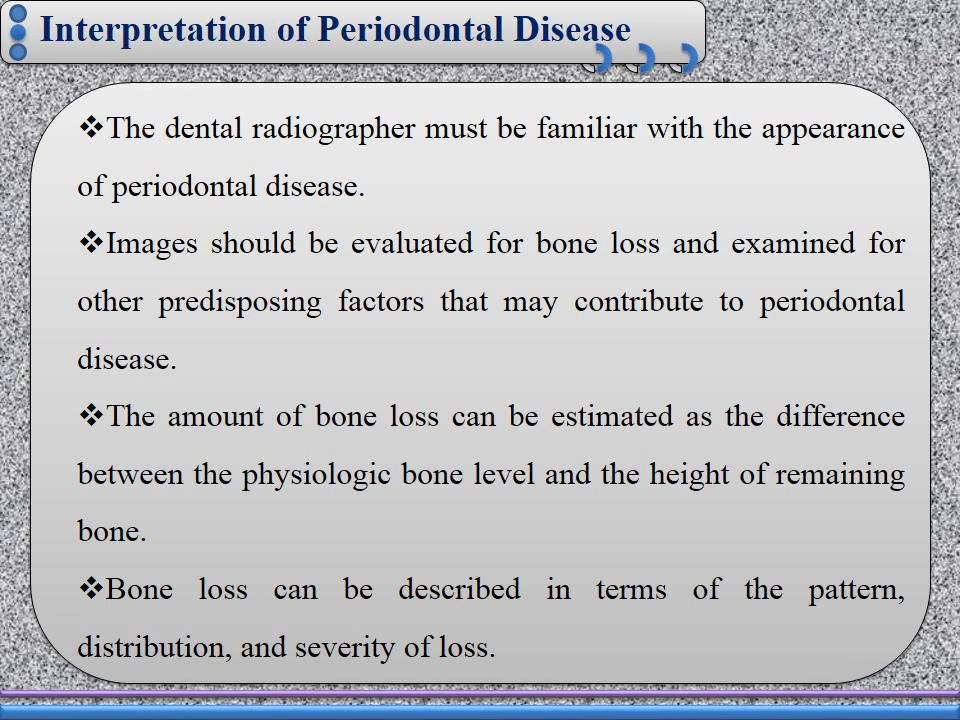 Interpretation of Periodontal Disease
❖The dental radiographer must be familiar with the appearance
of periodontal disease.
❖Images should be evaluated for bone loss and examined for
other predisposing factors that may contribute to periodontal
disease.
❖The amount of bone loss can be estimated as the difference
between the physiologic bone level and the height of remaining
bone.
❖Bone loss can be described in terms of the pattern,
distribution, and severity of loss.